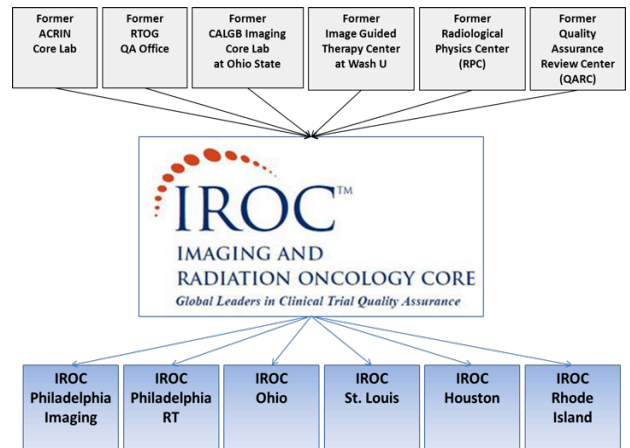 Former
ACRIN
Core Lab
Former
RTOG
QA Office
Former
CALGB Imaging
Core Lab
at Ohio State
Former
Image Guided
Therapy Center
at Wash U
Former
Radiological
Physics Center
(RPC)
Former
Quality
Assurance
Review Center
(QARC)
IROC™
IMAGING AND
RADIATION ONCOLOGY CORE
Global Leaders in Clinical Trial Quality Assurance
IROC
Philadelphia
Imaging
IROC
Philadelphia
RT
IROC
Ohio
IROC
St. Louis
IROC
Houston
IROC
Rhode
Island